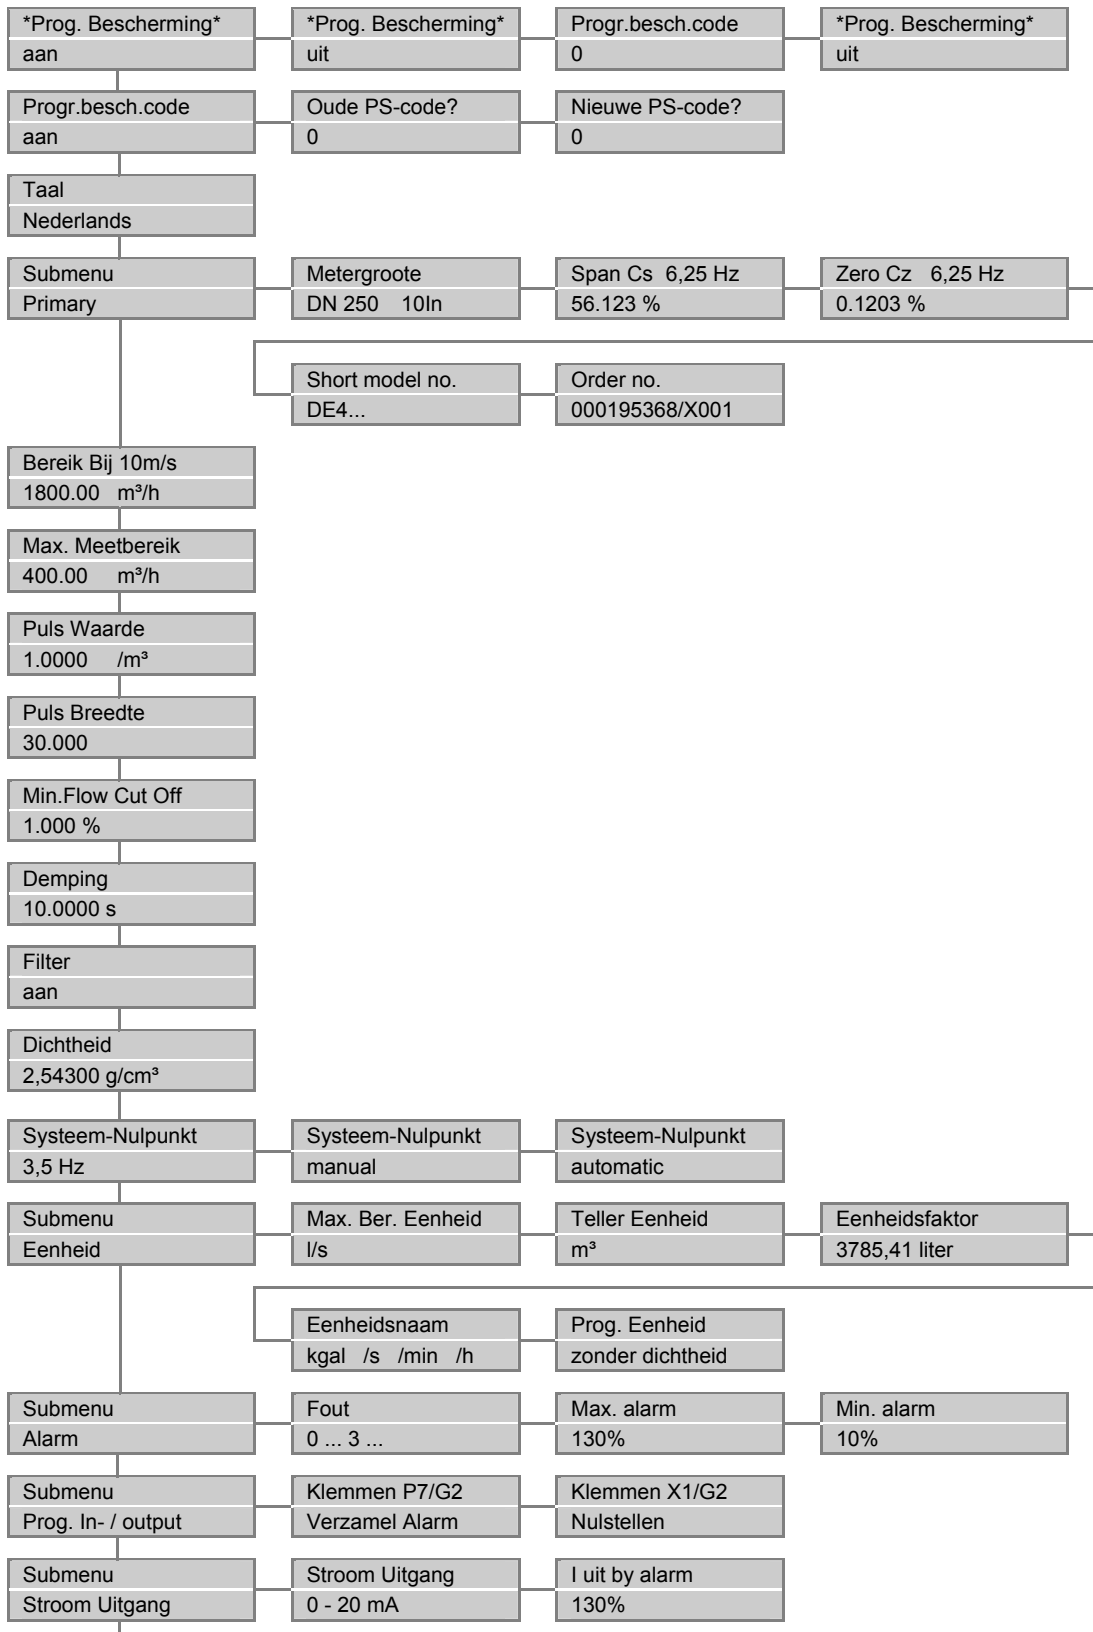 *Prog. Bescherming*
aan
*Prog. Bescherming*
uit
Progr.besch.code
0
*Prog. Bescherming*
uit
Progr.besch.code
aan
Oude PS-code?
0
Nieuwe PS-code?
0
Taal
Nederlands
Submenu
Primary
Metergroote
DN 250 10In
Span Cs 6,25 Hz
56.123 %
Zero Cz 6,25 Hz
0.1203 %
Short model no.
DE4...
Order no.
000195368/X001
Bereik Bij 10m/s
1800.00 m³/h
Max. Meetbereik
400.00 m³/h
Puls Waarde
1.0000 /m³
Puls Breedte
30.000
Min.Flow Cut Off
1.000 %
Demping
10.0000 s
Filter
aan
Dichtheid
2,54300 g/cm³
Systeem-Nulpunkt
3,5 Hz
Systeem-Nulpunkt
manual
Systeem-Nulpunkt
automatic
Submenu
Eenheid
Max. Ber. Eenheid
l/s
Teller Eenheid
m³
Eenheidsfaktor
3785,41 liter
Eenheidsnaam
kgal /s /min /h
Prog. Eenheid
zonder dichtheid
Submenu
Alarm
Fout
0 ... 3 ...
Max. alarm
130%
Min. alarm
10%
Submenu
Prog. In- / output
Klemmen P7/G2
Verzamel Alarm
Klemmen X1/G2
Nulstellen
Submenu
Stroom Uitgang
Stroom Uitgang
0 - 20 mA
I uit by alarm
130%